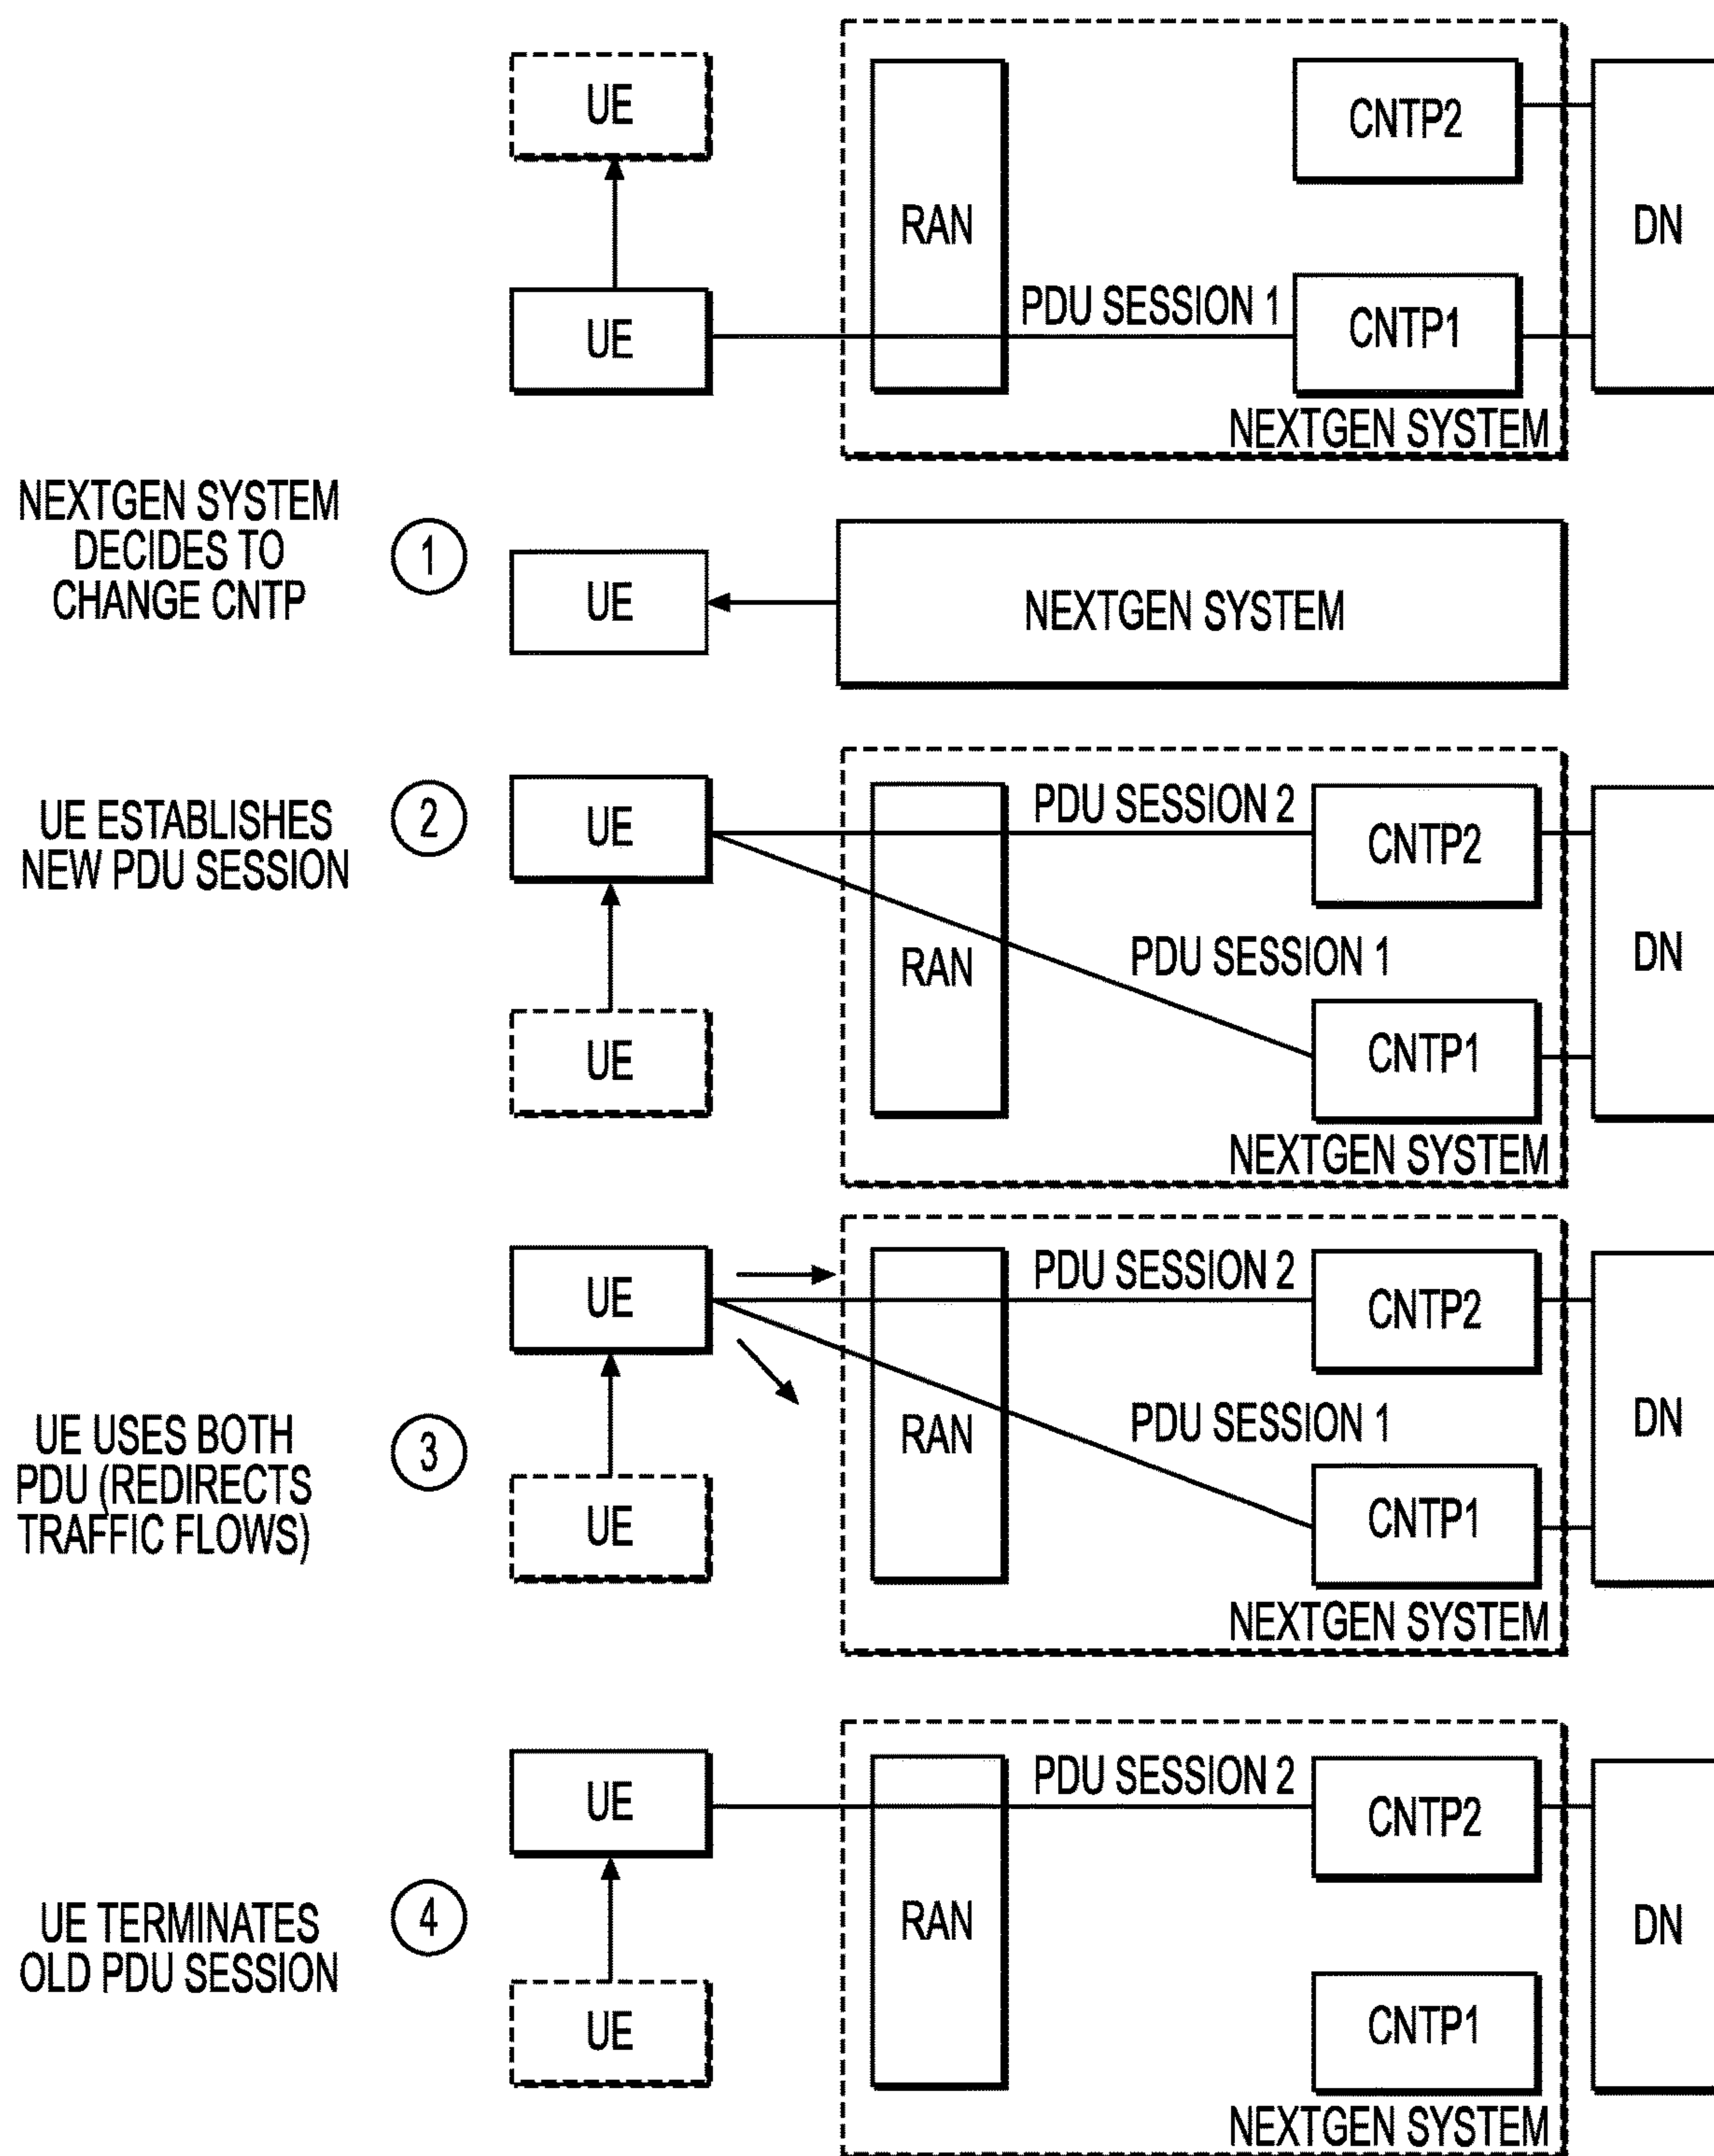 UE
CNTP2
RAN
DN
UE
PDU SESSION 1
CNTP1
NEXTGEN SYSTEM
NEXTGEN SYSTEM
DECIDES TO
CHANGE CNTP
1
UE
NEXTGEN SYSTEM
UE ESTABLISHES
NEW PDU SESSION
2
UE
PDU SESSION 2
CNTP2
RAN
PDU SESSION 1
DN
UE
CNTP1
NEXTGEN SYSTEM
UE
PDU SESSION 2
CNTP2
UE USES BOTH
PDU (REDIRECTS
TRAFFIC FLOWS)
3
RAN
PDU SESSION 1
DN
UE
CNTP1
NEXTGEN SYSTEM
UE
PDU SESSION 2
CNTP2
UE TERMINATES
OLD PDU SESSION
4
RAN
DN
UE
CNTP1
NEXTGEN SYSTEM